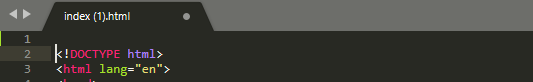 index (1).html
1
2 <!DOCTYPE html>
3 <html lang="en">